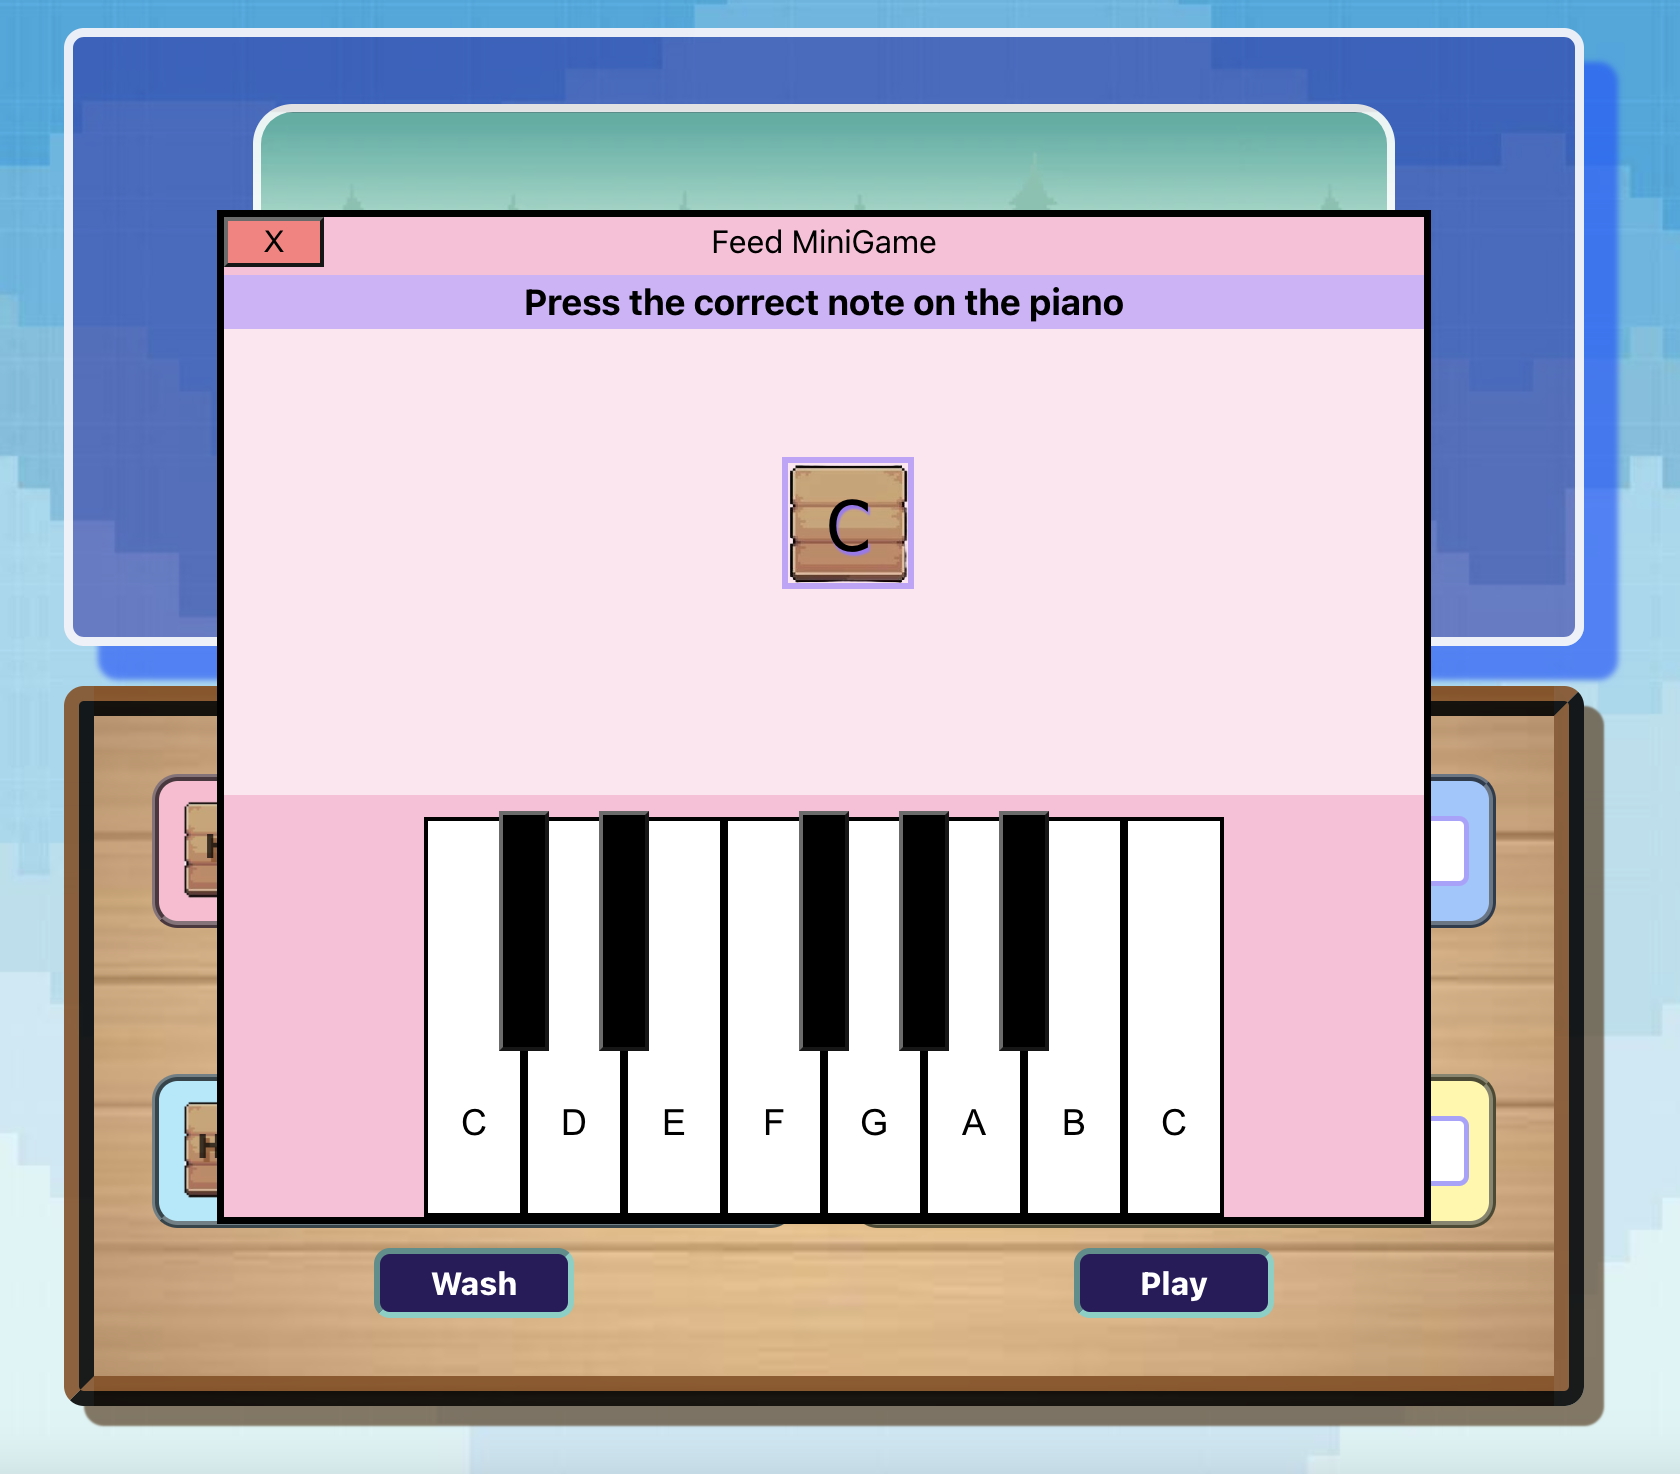 X
Feed MiniGame
Press the correct note on the piano
C
C D E F G A B C
Wash
Play